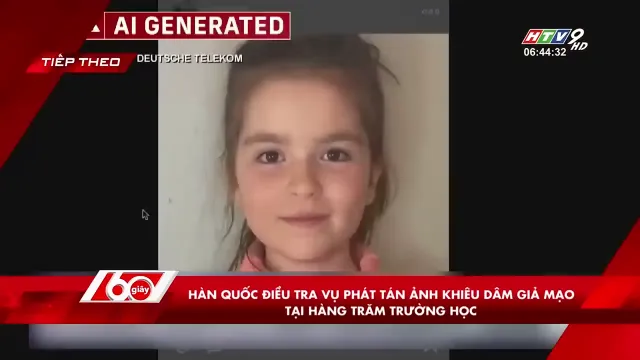 AI GENERATED
HTV9
HD
06:44:32
TIẾP THEO
DEUTSCHE TELEKOM
60
giây
HÀN QUỐC ĐIỀU TRA VỤ PHÁT TÁN ẢNH KHIÊU DÂM GIẢ MẠO
TẠI HÀNG TRĂM TRƯỜNG HỌC